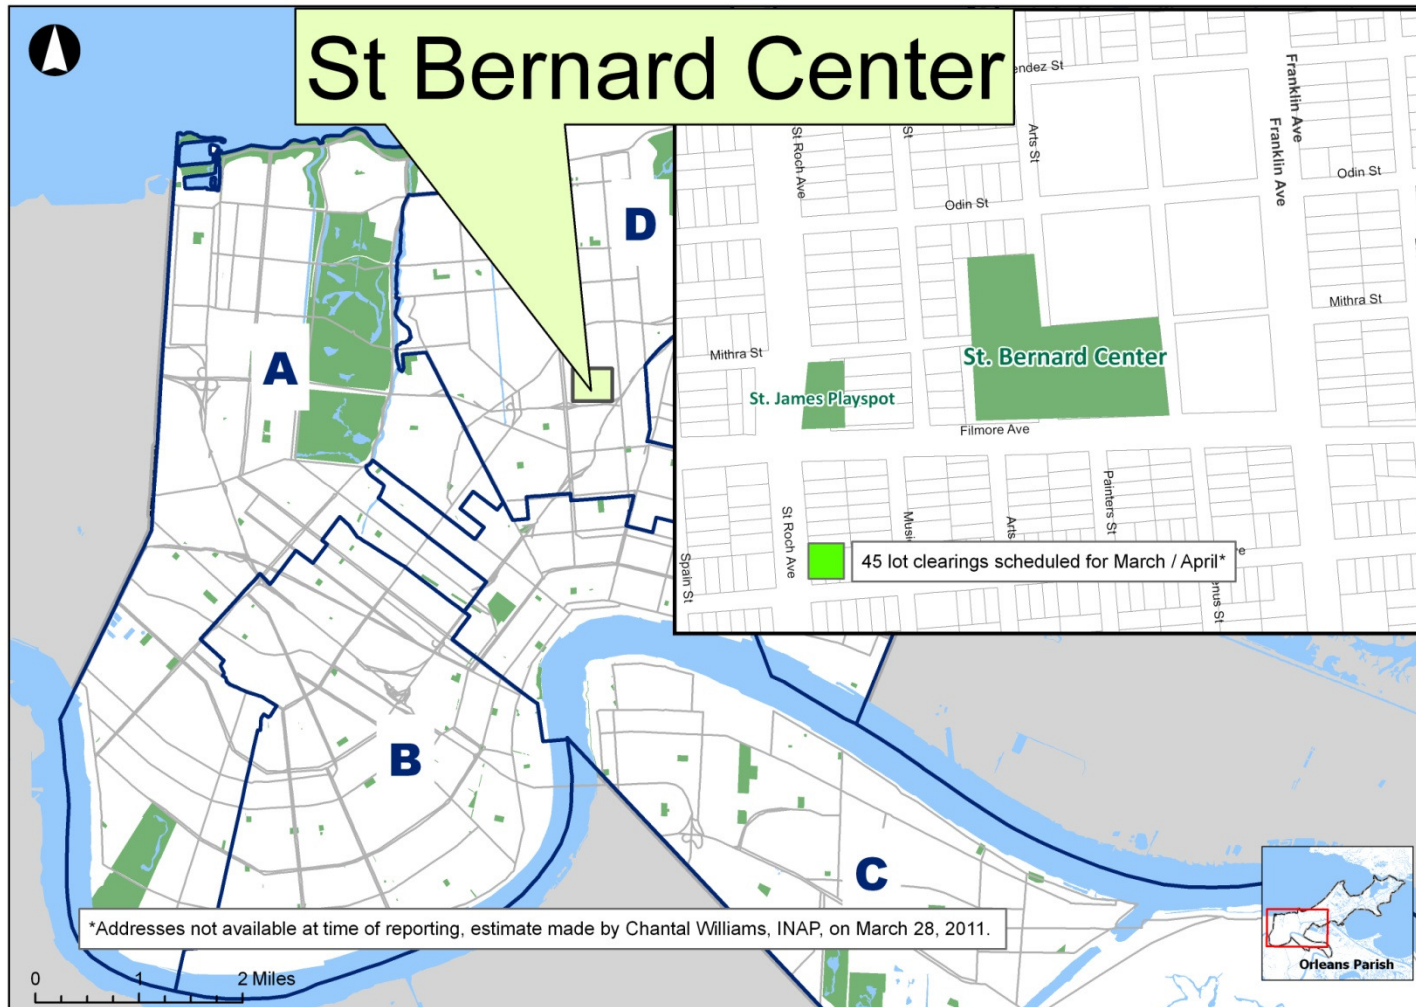 St Bernard Center
A
D
B
C
St Roch Ave
St
Arts St
Franklin Ave
Franklin Ave
Odin St
Odin St
Mithra St
Mithra St
St. Bernard Center
St. James Playspot
Filmore Ave
Spain St
St Roch Ave
Arts
Painters St
45 lot clearings scheduled for March / April*
*Addresses not available at time of reporting, estimate made by Chantal Williams, INAP, on March 28, 2011.
0 1 2 Miles
Orleans Parish